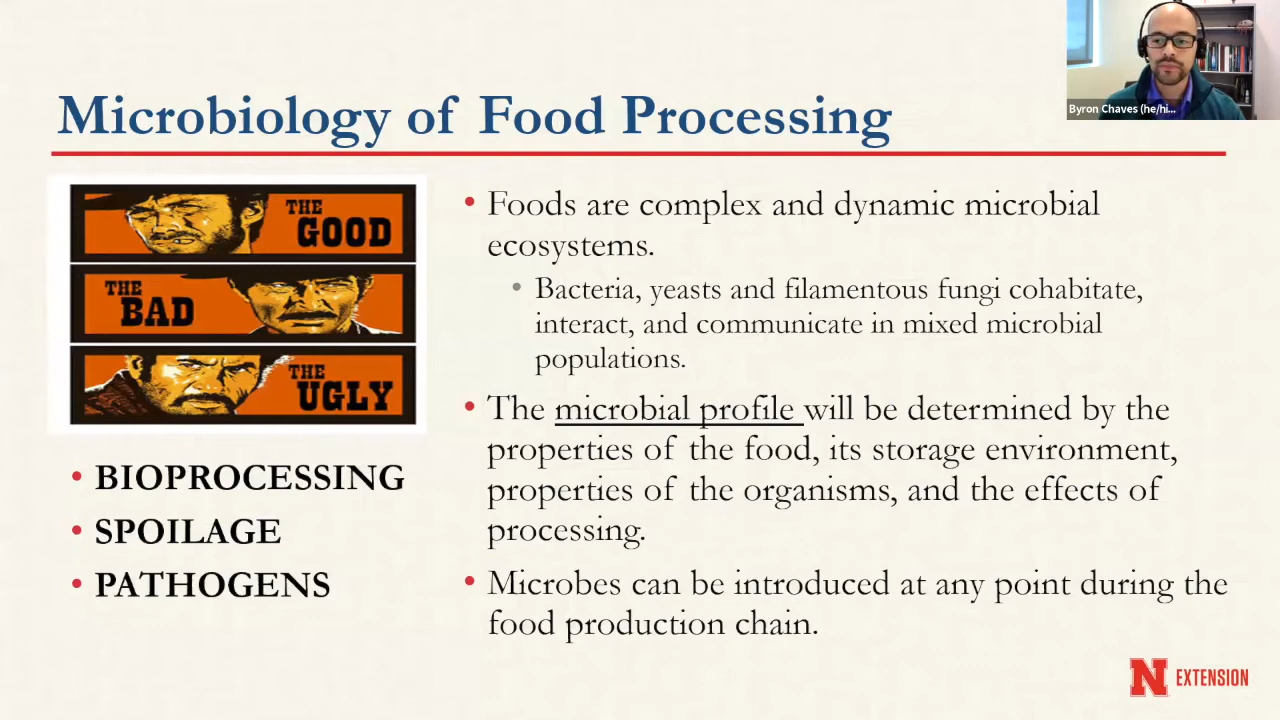 Byron Chaves (he/hi...
Microbiology of Food Processing
THE
GOOD
THE
BAD
THE
UGLY
• BIOPROCESSING
• SPOILAGE
• PATHOGENS
• Foods are complex and dynamic microbial
ecosystems.
• Bacteria, yeasts and filamentous fungi cohabitate,
interact, and communicate in mixed microbial
populations.
• The microbial profile will be determined by the
properties of the food, its storage environment,
properties of the organisms, and the effects of
processing.
• Microbes can be introduced at any point during the
food production chain.
N EXTENSION